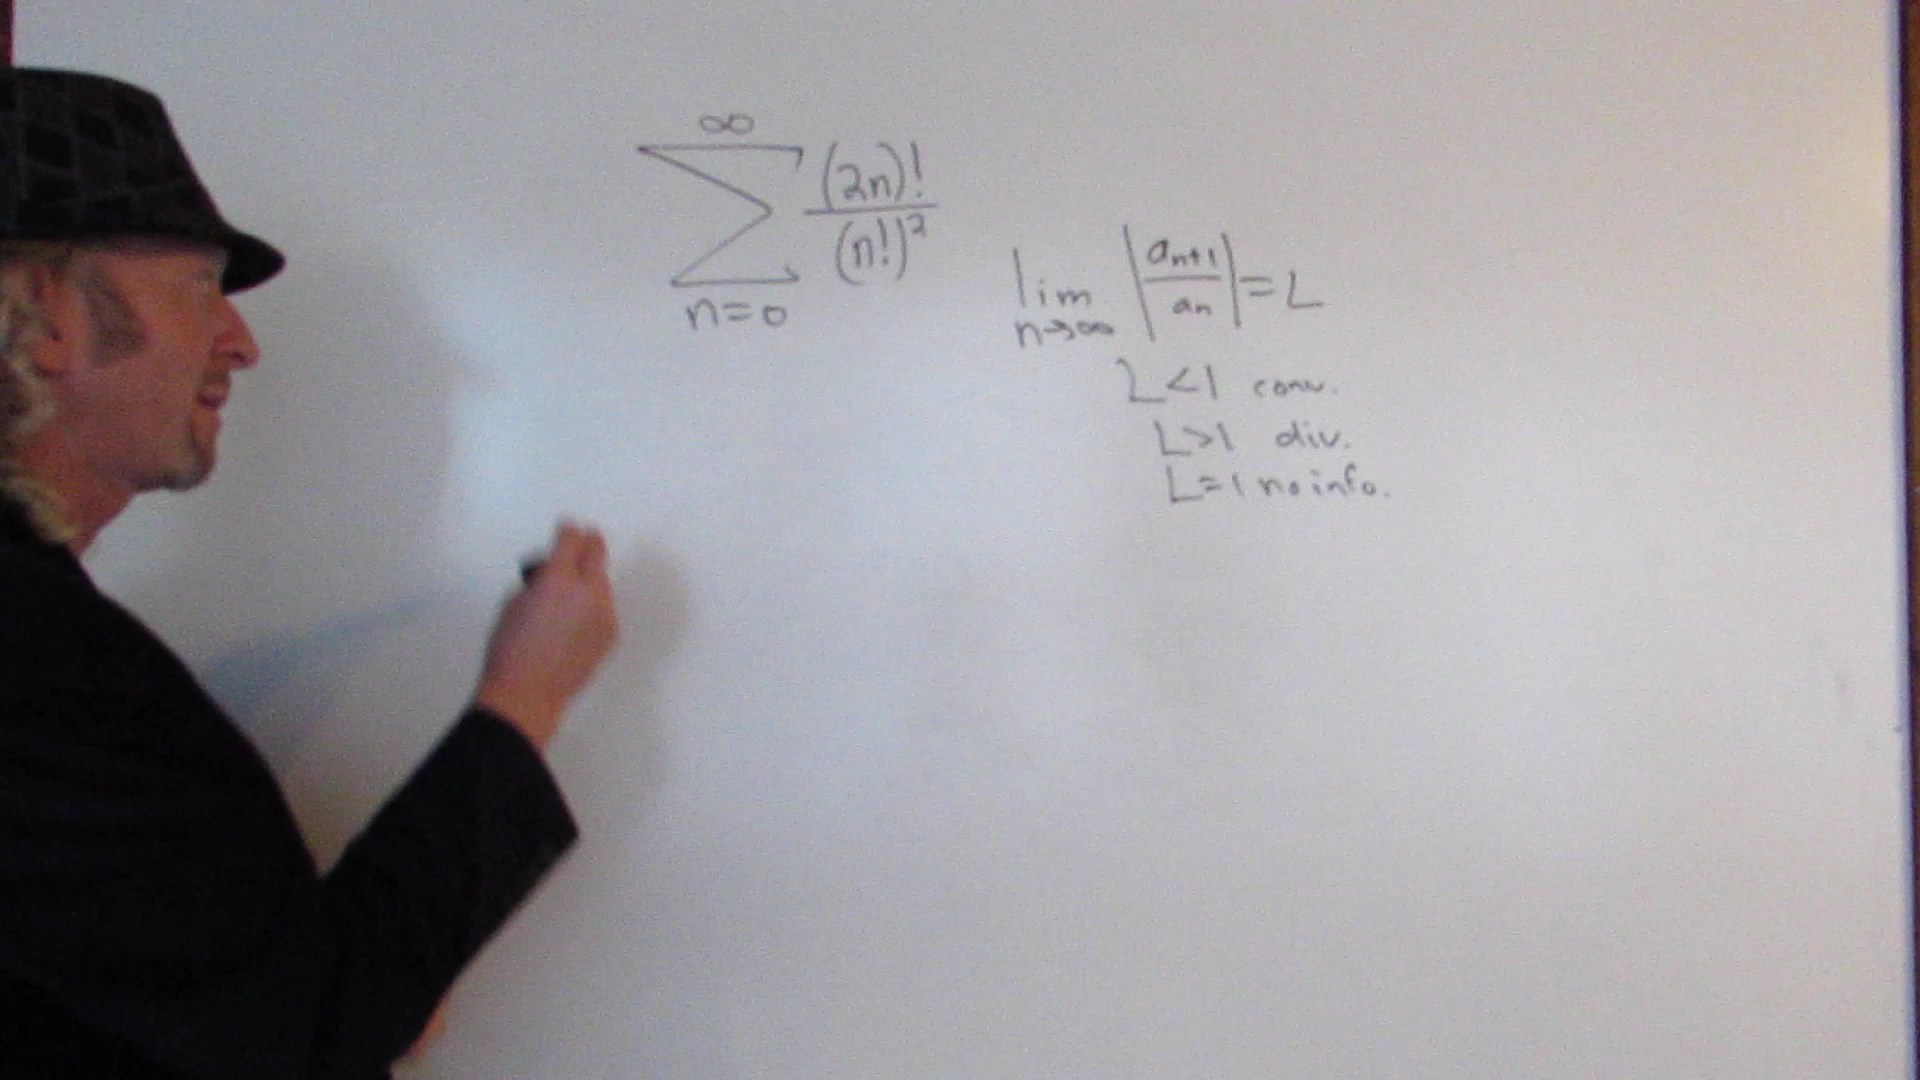 ∞
∑ (2n)!/(n!)²
n=0
lim |aₙ₊₁/aₙ| = L
n→∞
L<1 conv.
L>1 div.
L=1 no info.